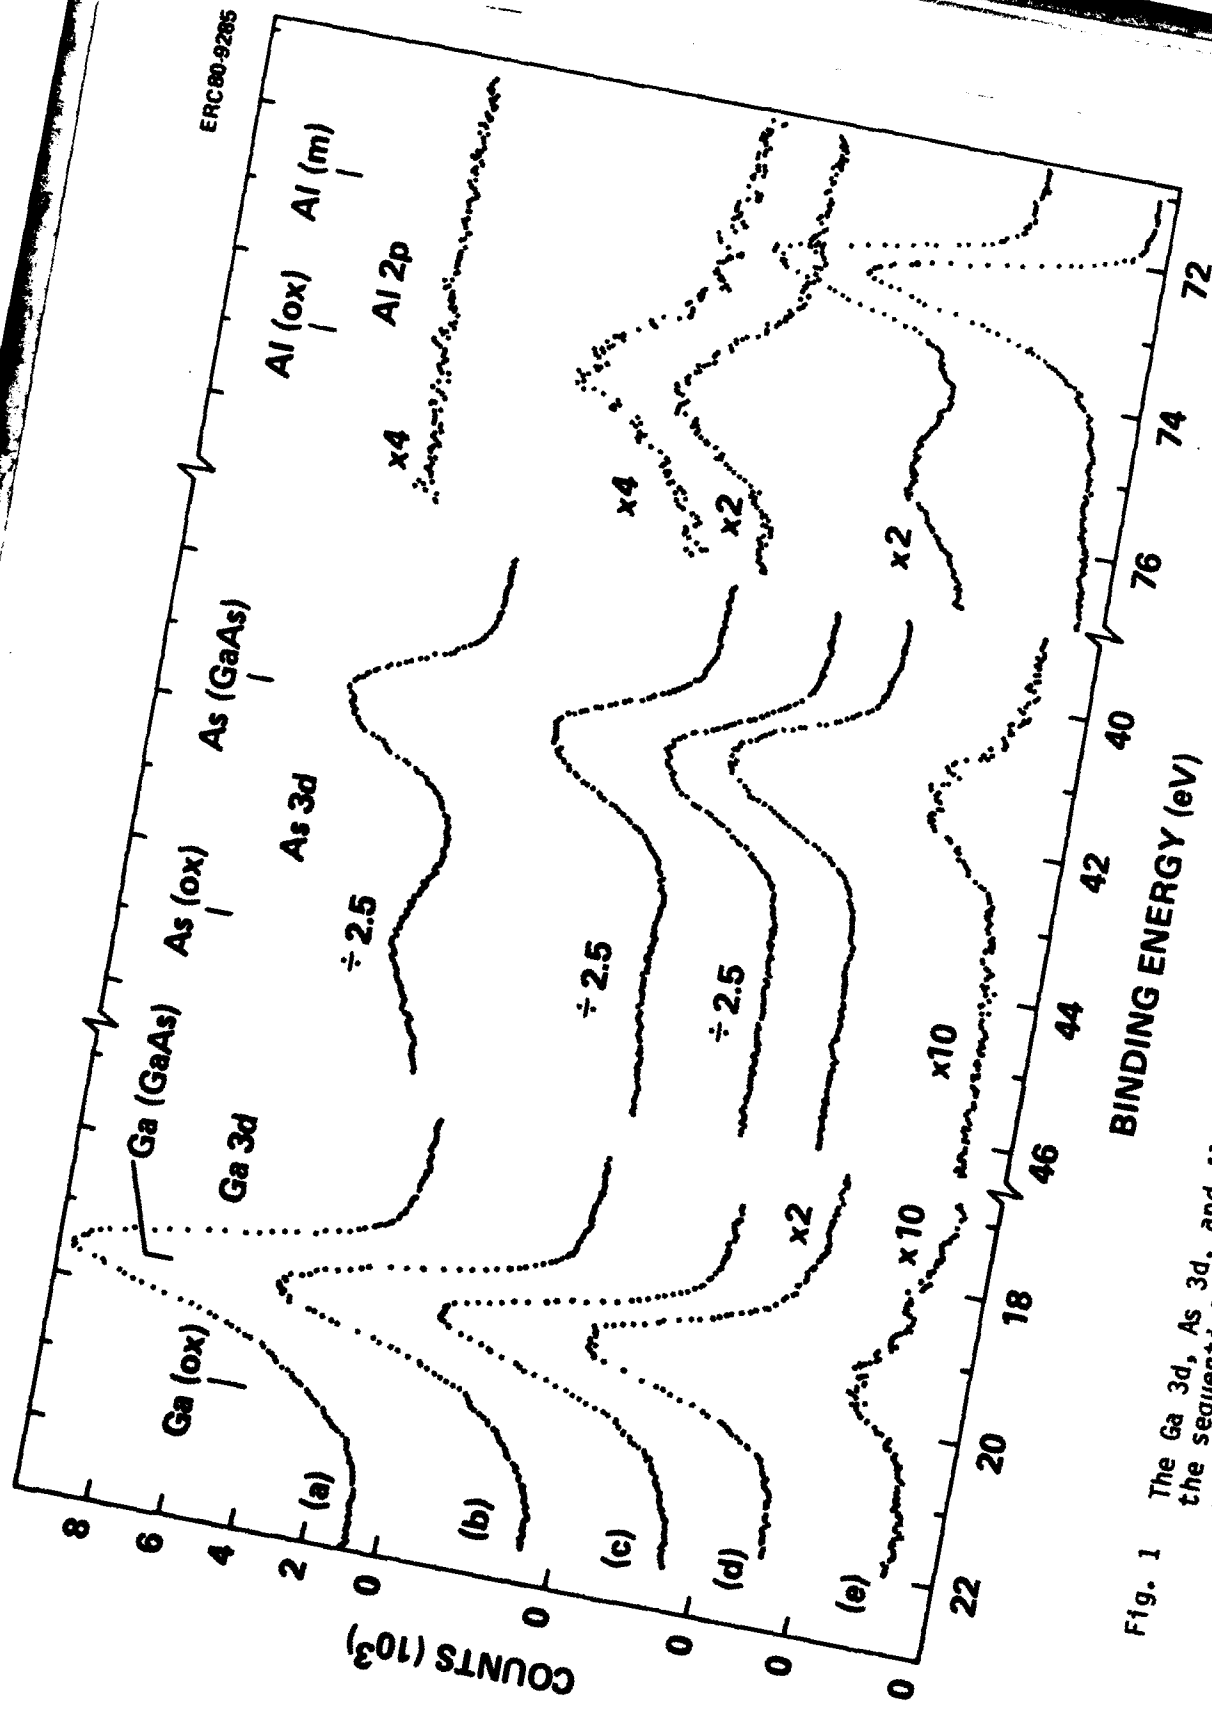 ERC80-9285
Ga (ox)
Ga (GaAs)
As (ox)
As (GaAs)
Al (ox)
Al (m)
Ga 3d
As 3d
Al 2p
÷ 2.5
x4
÷ 2.5
x4
÷ 2.5
x2
x2
x2
x10
x10
(a)
(b)
(c)
(d)
(e)
8
6
4
2
0
0
0
0
0
COUNTS (10³)
22
20
18
46
44
42
40
76
74
72
BINDING ENERGY (eV)
Fig. 1 The Ga 3d, As 3d, and
the